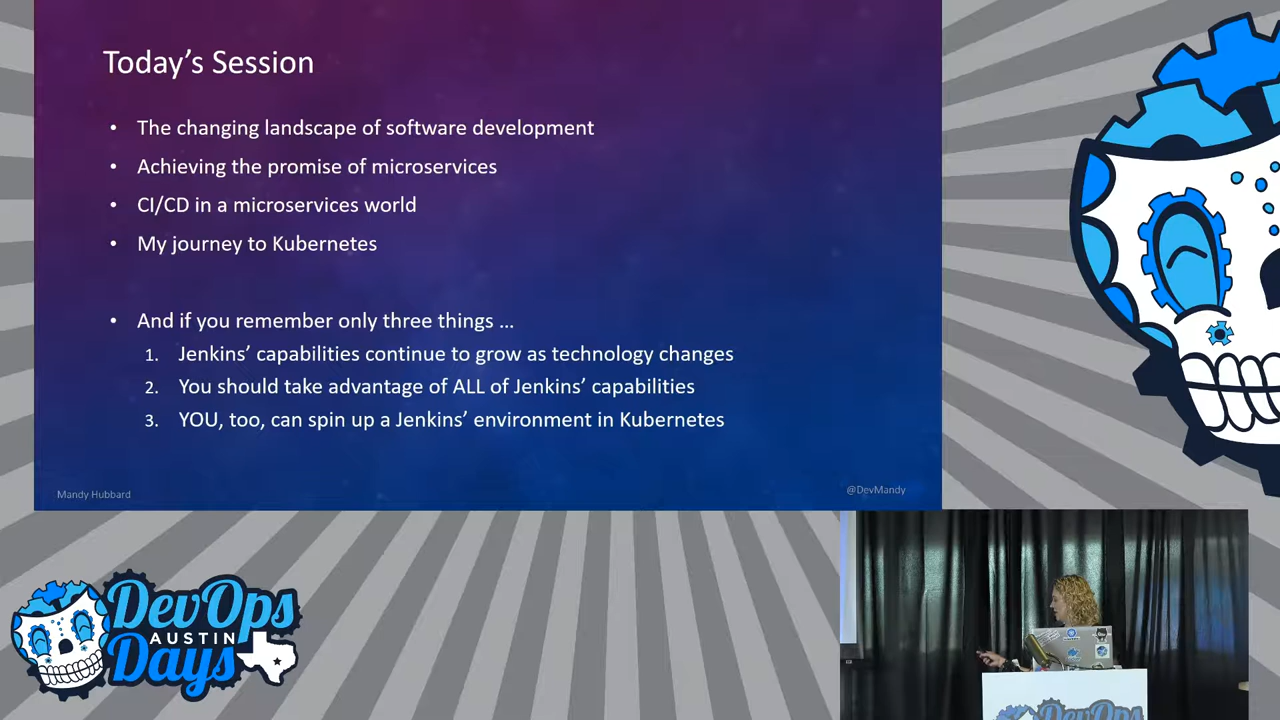 Today's Session
• The changing landscape of software development
• Achieving the promise of microservices
• CI/CD in a microservices world
• My journey to Kubernetes
• And if you remember only three things ...
1. Jenkins' capabilities continue to grow as technology changes
2. You should take advantage of ALL of Jenkins' capabilities
3. YOU, too, can spin up a Jenkins' environment in Kubernetes
Mandy Hubbard
@DevMandy
DevOps
AUSTIN
Days
DevOps